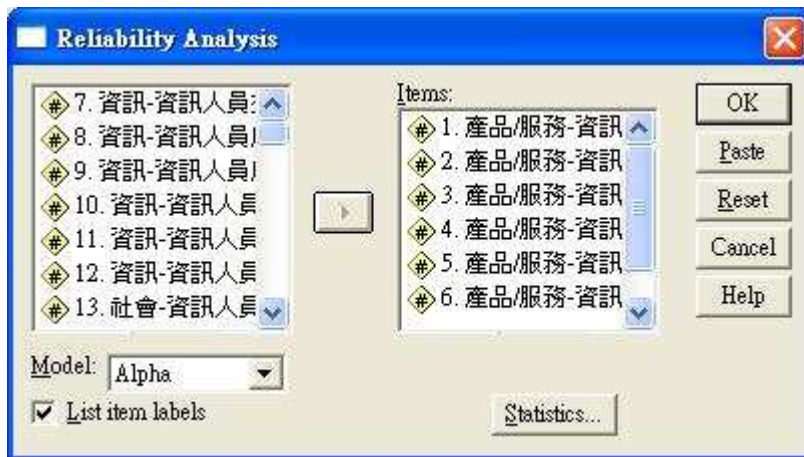 Reliability Analysis
7. 資訊-資訊人員
8. 資訊-資訊人員
9. 資訊-資訊人員
10. 資訊-資訊人員
11. 資訊-資訊人員
12. 資訊-資訊人員
13. 社會-資訊人員
Items:
1. 產品/服務-資訊
2. 產品/服務-資訊
3. 產品/服務-資訊
4. 產品/服務-資訊
5. 產品/服務-資訊
6. 產品/服務-資訊
OK
Paste
Reset
Cancel
Help
Model: Alpha
List item labels
Statistics...